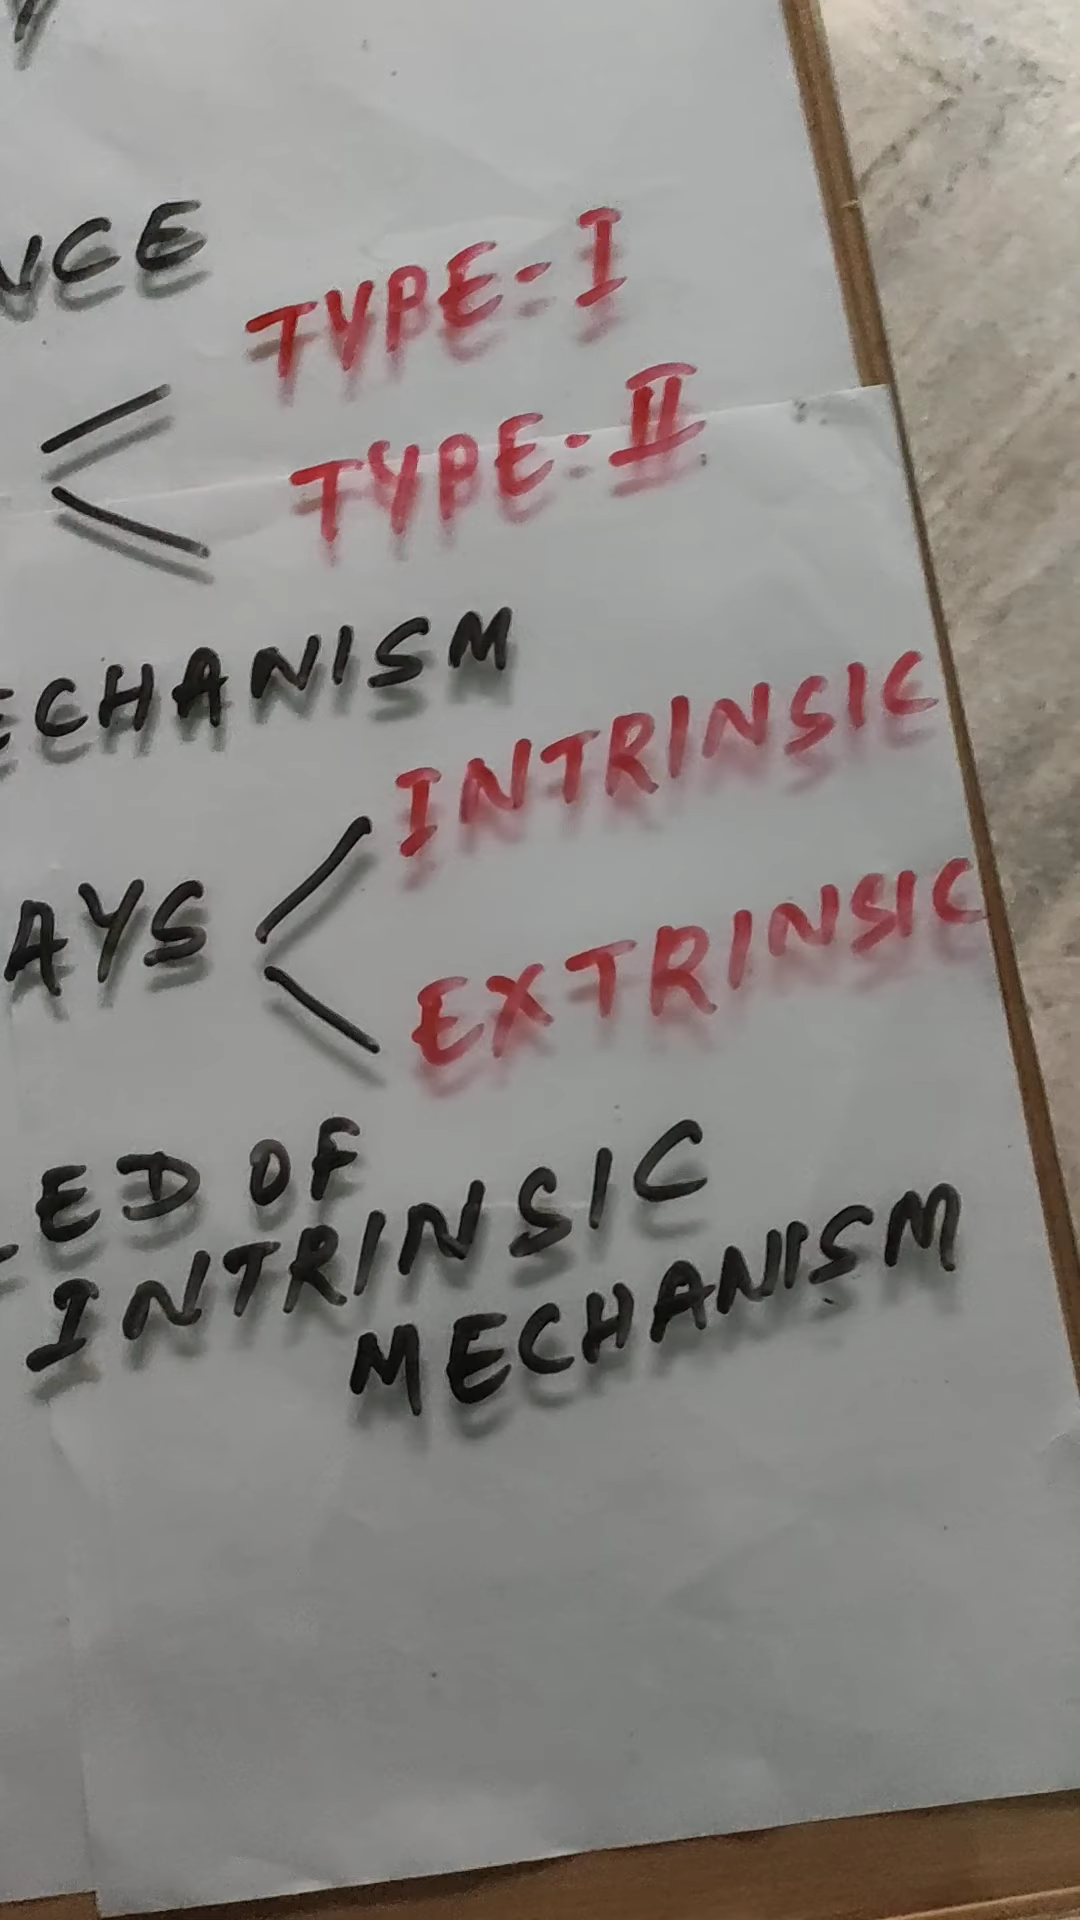 NCE
TYPE-I
TYPE-II
ECHANISM
INTRINSIC
AYS
EXTRINSIC
ED OF
INTRINSIC
MECHANISM